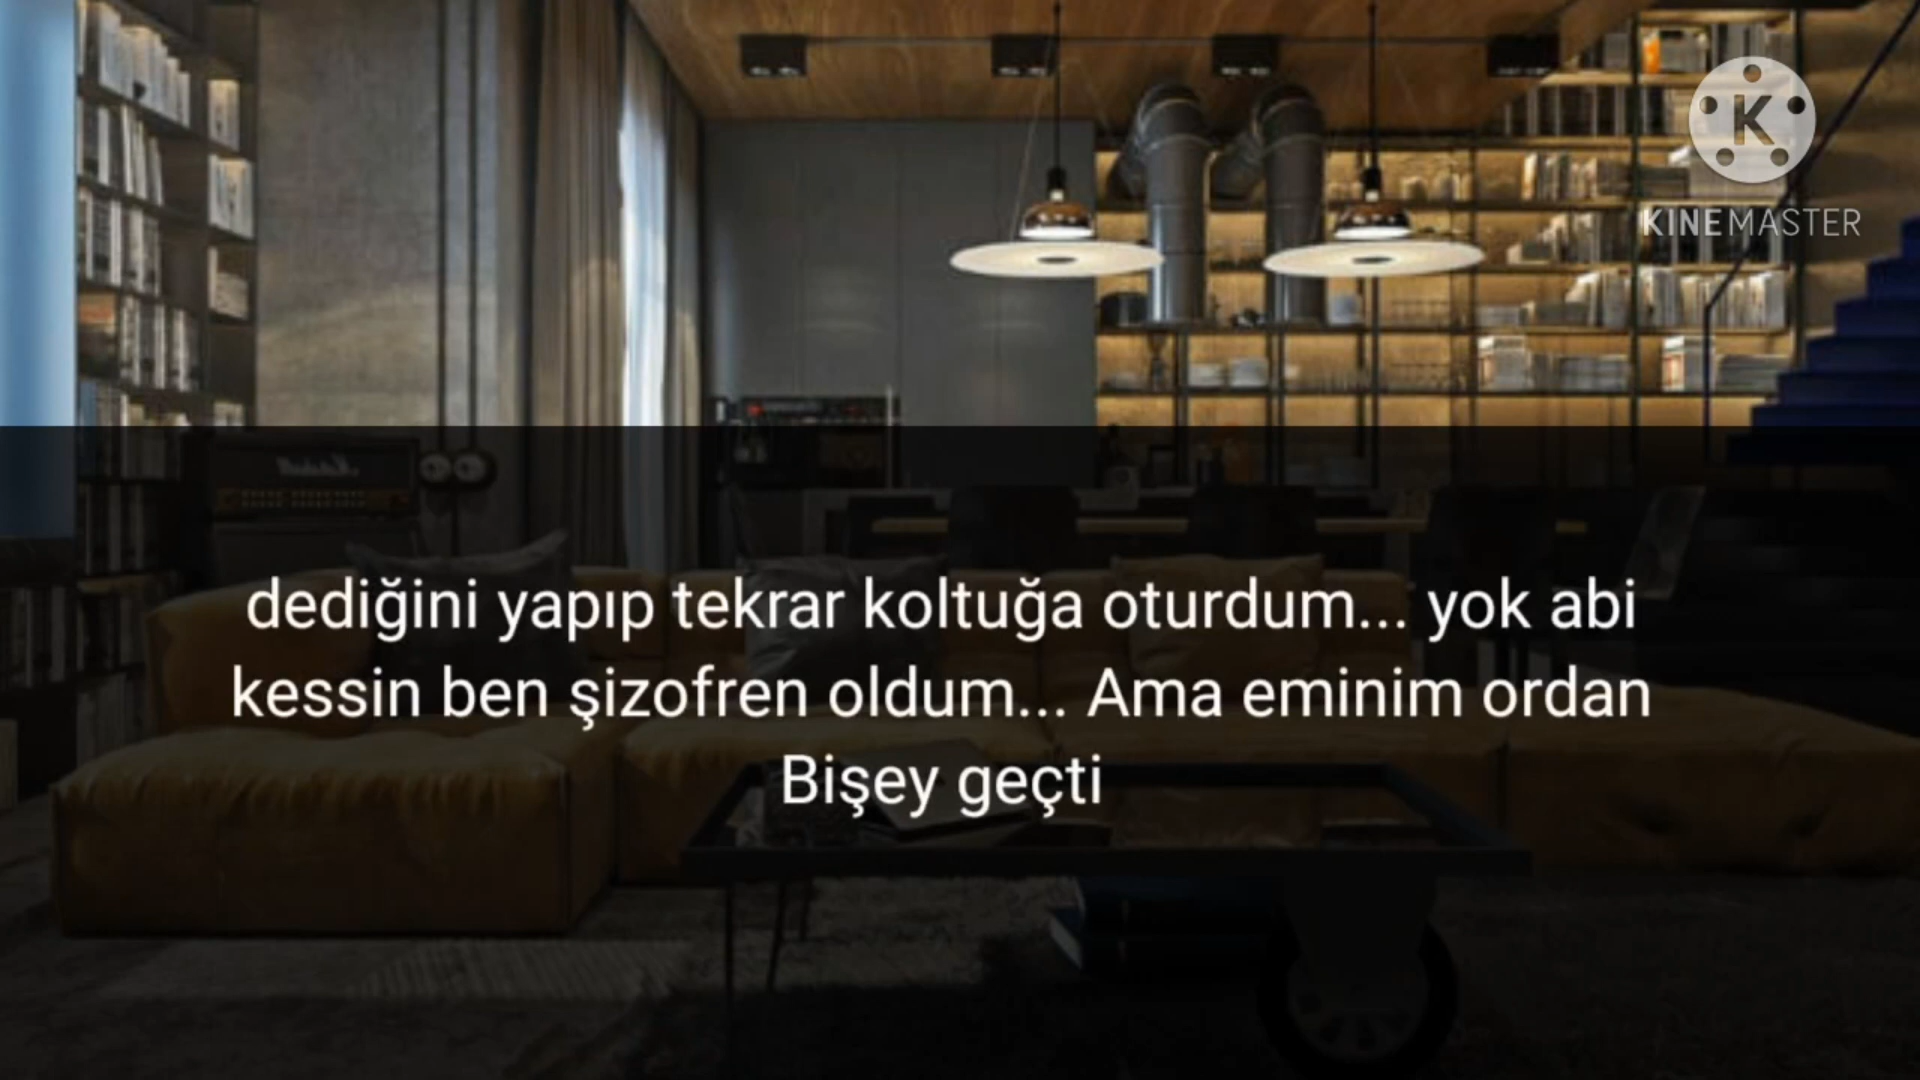 KINEMASTER
dediğini yapıp tekrar koltuğa oturdum... yok abi
kessin ben şizofren oldum... Ama eminim ordan
Bişey geçti